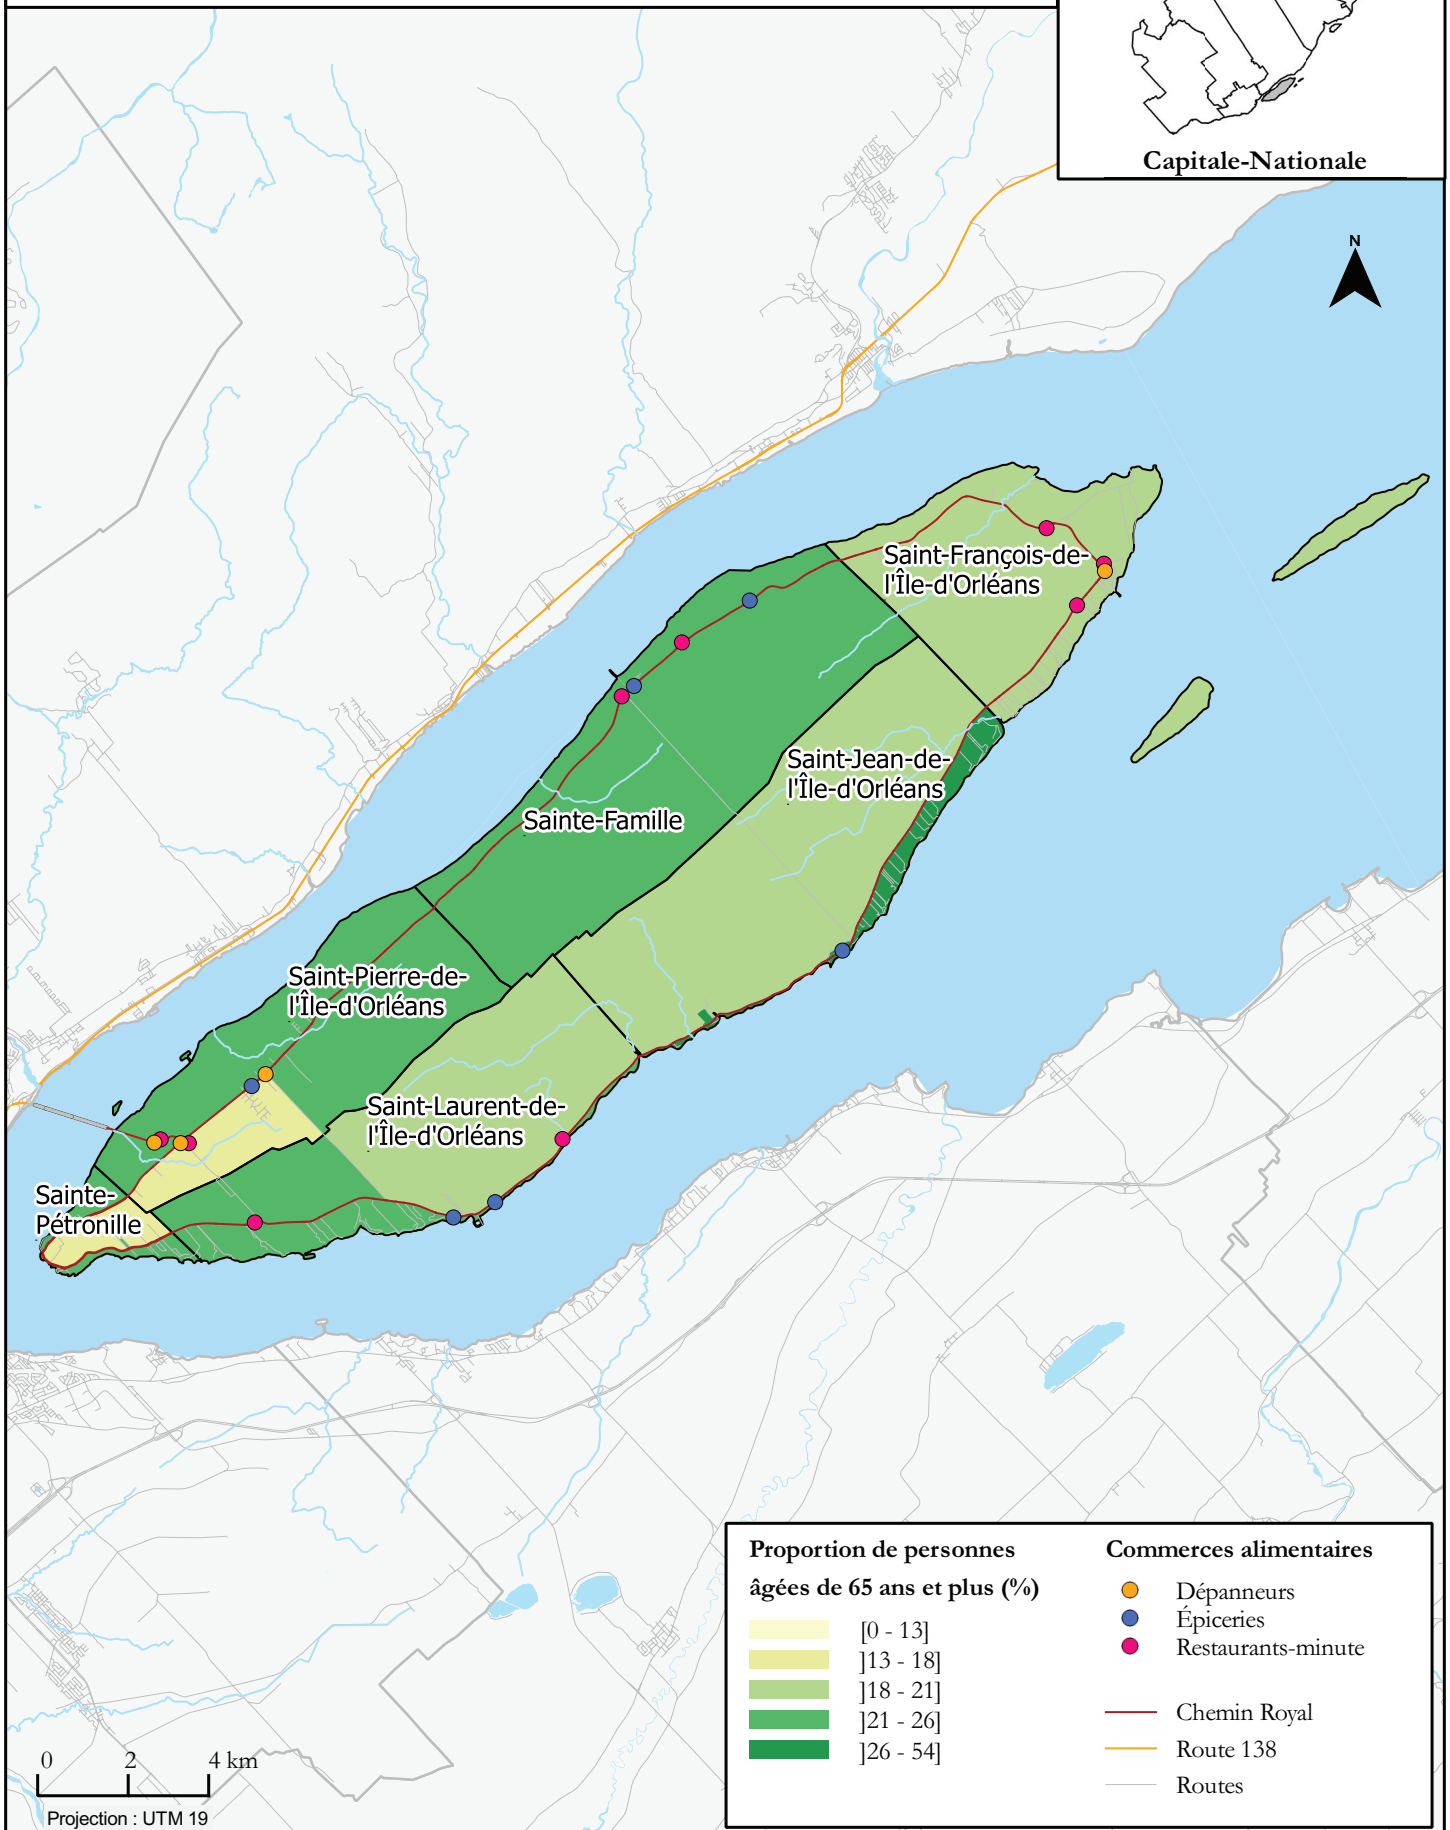 Capitale-Nationale
N
Saint-François-de-
l'Île-d'Orléans
Saint-Jean-de-
l'Île-d'Orléans
Sainte-Famille
Saint-Pierre-de-
l'Île-d'Orléans
Saint-Laurent-de-
l'Île-d'Orléans
Sainte-
Pétronille
Proportion de personnes
âgées de 65 ans et plus (%)
[0 - 13]
]13 - 18]
]18 - 21]
]21 - 26]
]26 - 54]
Commerces alimentaires
Dépanneurs
Épiceries
Restaurants-minute
Chemin Royal
Route 138
Routes
0 2 4 km
Projection : UTM 19